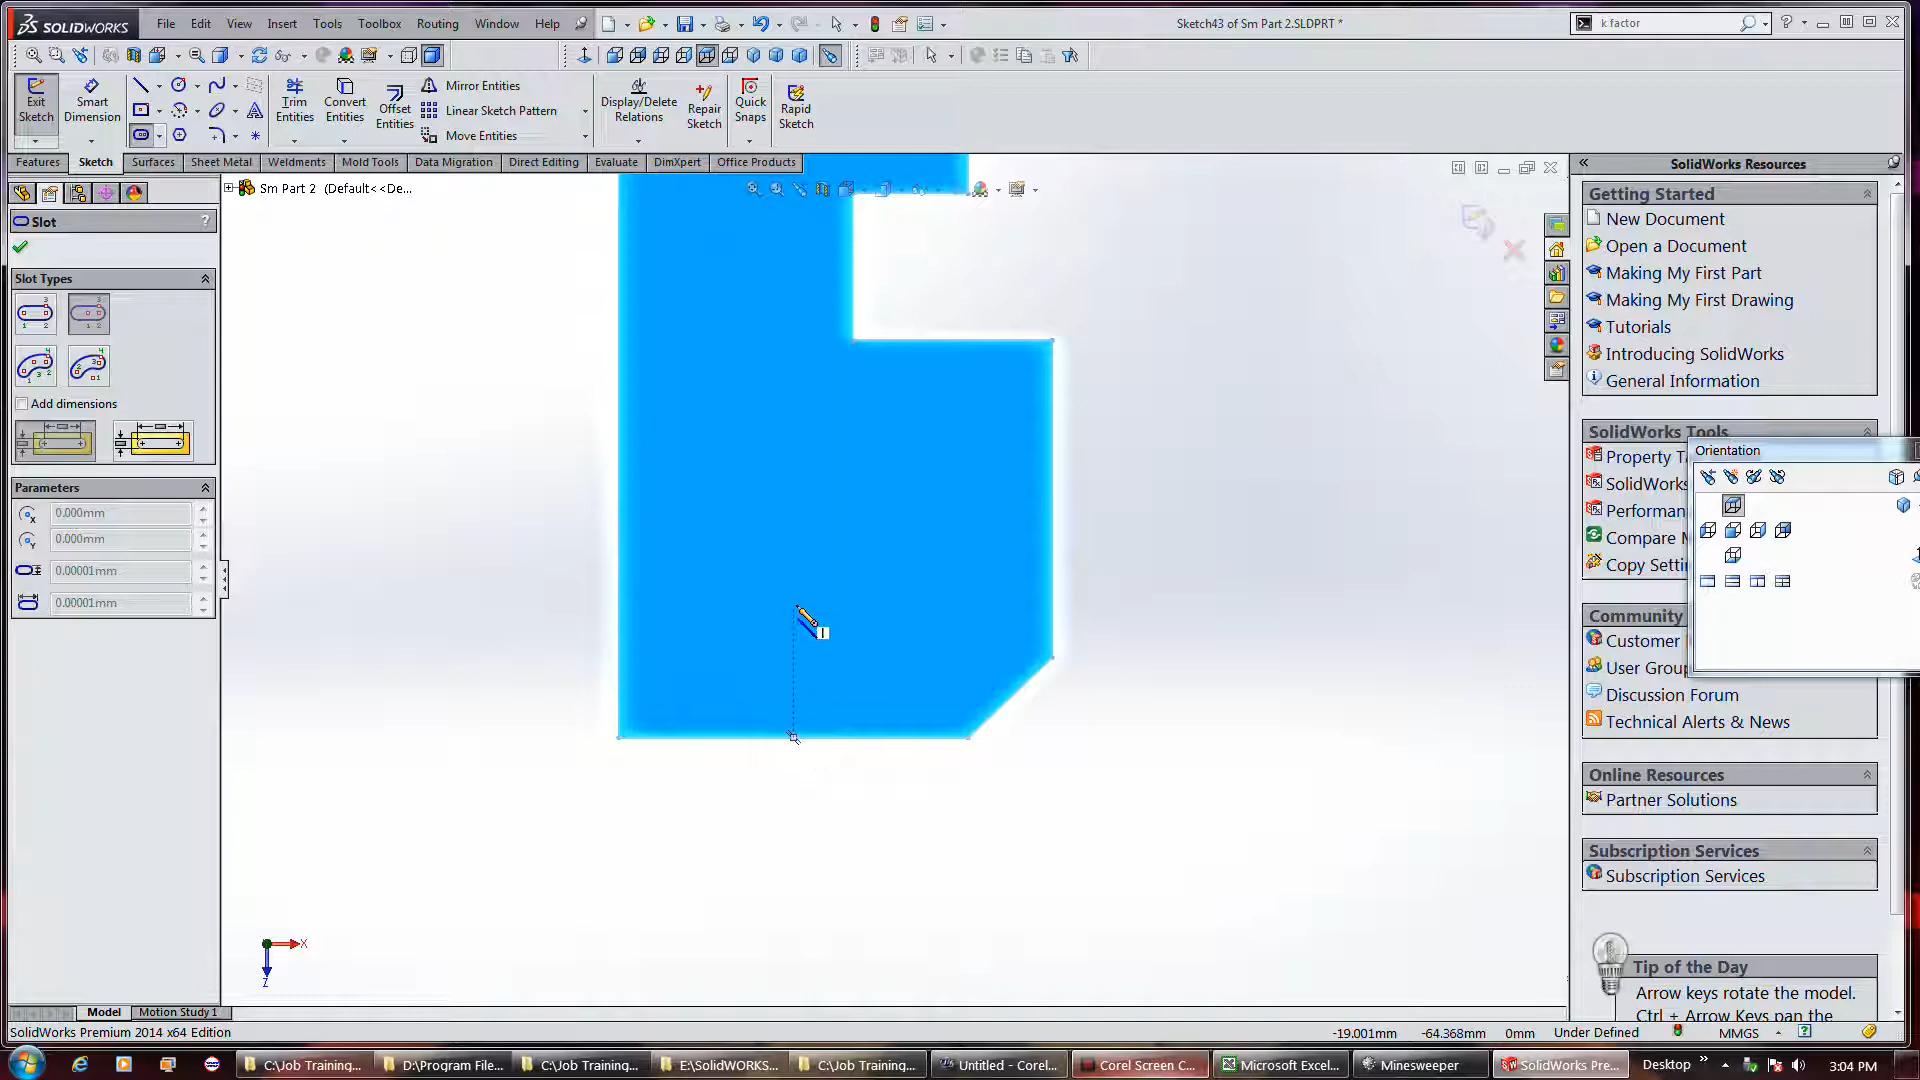 SOLIDWORKS File Edit View Insert Tools Toolbox Routing Window Help Sketch43 of Sm Part 2.SLDPRT * k factor
Exit Sketch
Smart Dimension
Trim Entities
Convert Entities
Offset Entities
Mirror Entities
Linear Sketch Pattern
Move Entities
Display/Delete Relations
Repair Sketch
Quick Snaps
Rapid Sketch
Features Sketch Surfaces Sheet Metal Weldments Mold Tools Data Migration Direct Editing Evaluate DimXpert Office Products
Sm Part 2 (Default<<De...
Slot ?
Slot Types
Add dimensions
Parameters
0.000mm
0.000mm
0.00001mm
0.00001mm
X
Z
SolidWorks Resources
Getting Started
New Document
Open a Document
Making My First Part
Making My First Drawing
Tutorials
Introducing SolidWorks
General Information
SolidWorks Tools
Property T
SolidWorks
Performan
Compare M
Copy Setti
Orientation
Community
Customer
User Grou
Discussion Forum
Technical Alerts & News
Online Resources
Partner Solutions
Subscription Services
Subscription Services
Tip of the Day
Arrow keys rotate the model.
Ctrl + Arrow Keys pan the
Model Motion Study 1
SolidWorks Premium 2014 x64 Edition -19.001mm -64.368mm 0mm Under Defined MMGS
C:\Job Training... D:\Program File... C:\Job Training... E:\SolidWORKS... C:\Job Training... Untitled - Corel... Corel Screen C... Microsoft Excel... Minesweeper SolidWorks Pre... Desktop 3:04 PM